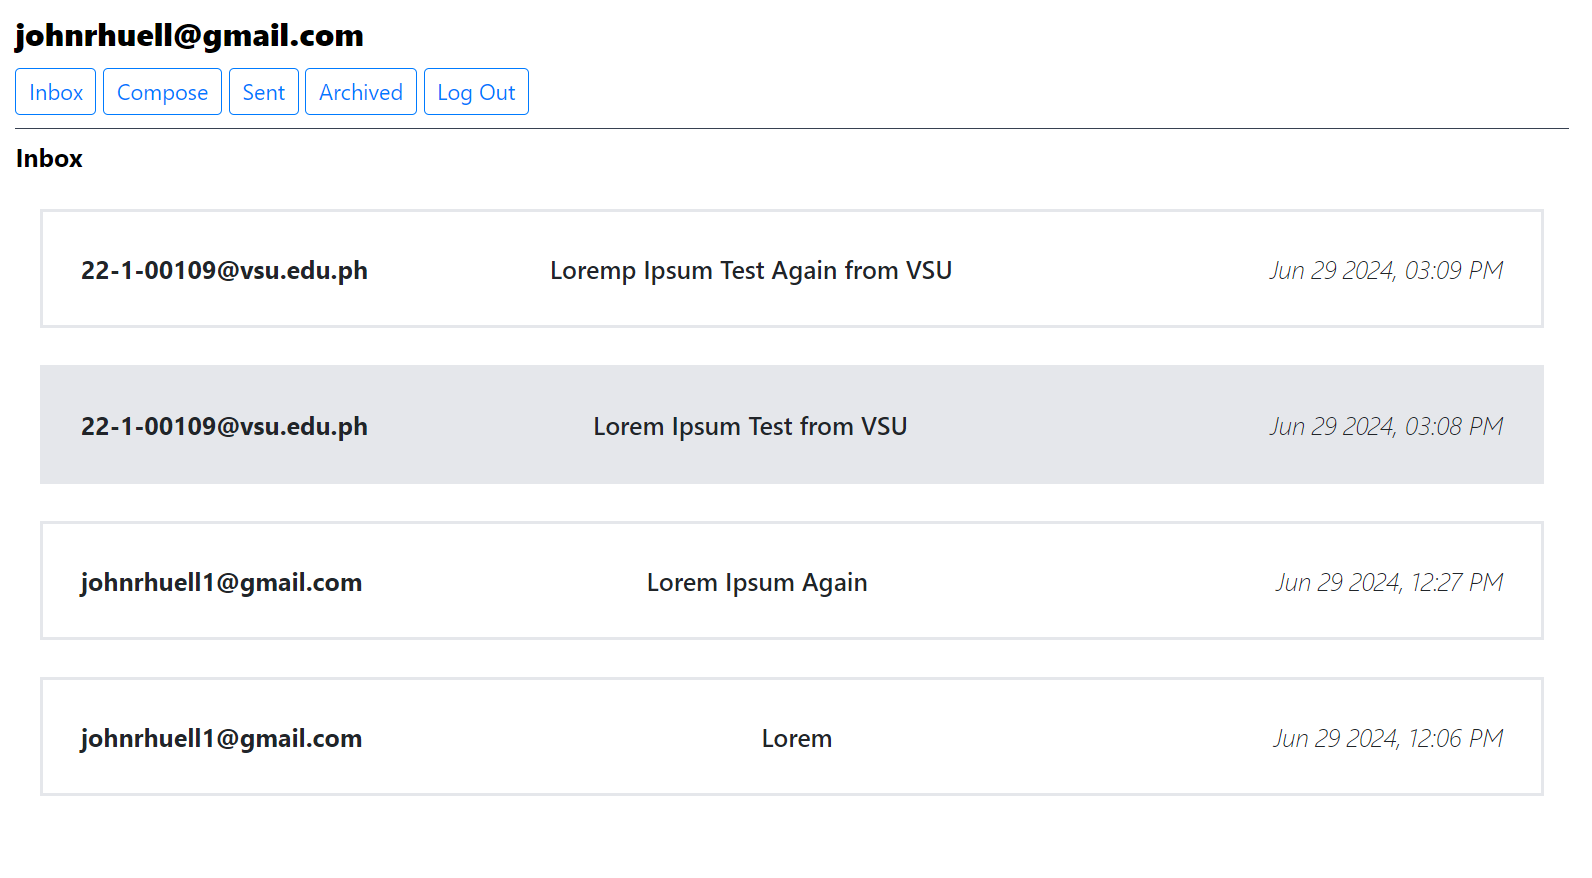 johnrhuell@gmail.com
Inbox Compose Sent Archived Log Out
Inbox
22-1-00109@vsu.edu.ph Loremp Ipsum Test Again from VSU Jun 29 2024, 03:09 PM
22-1-00109@vsu.edu.ph Lorem Ipsum Test from VSU Jun 29 2024, 03:08 PM
johnrhuell1@gmail.com Lorem Ipsum Again Jun 29 2024, 12:27 PM
johnrhuell1@gmail.com Lorem Jun 29 2024, 12:06 PM